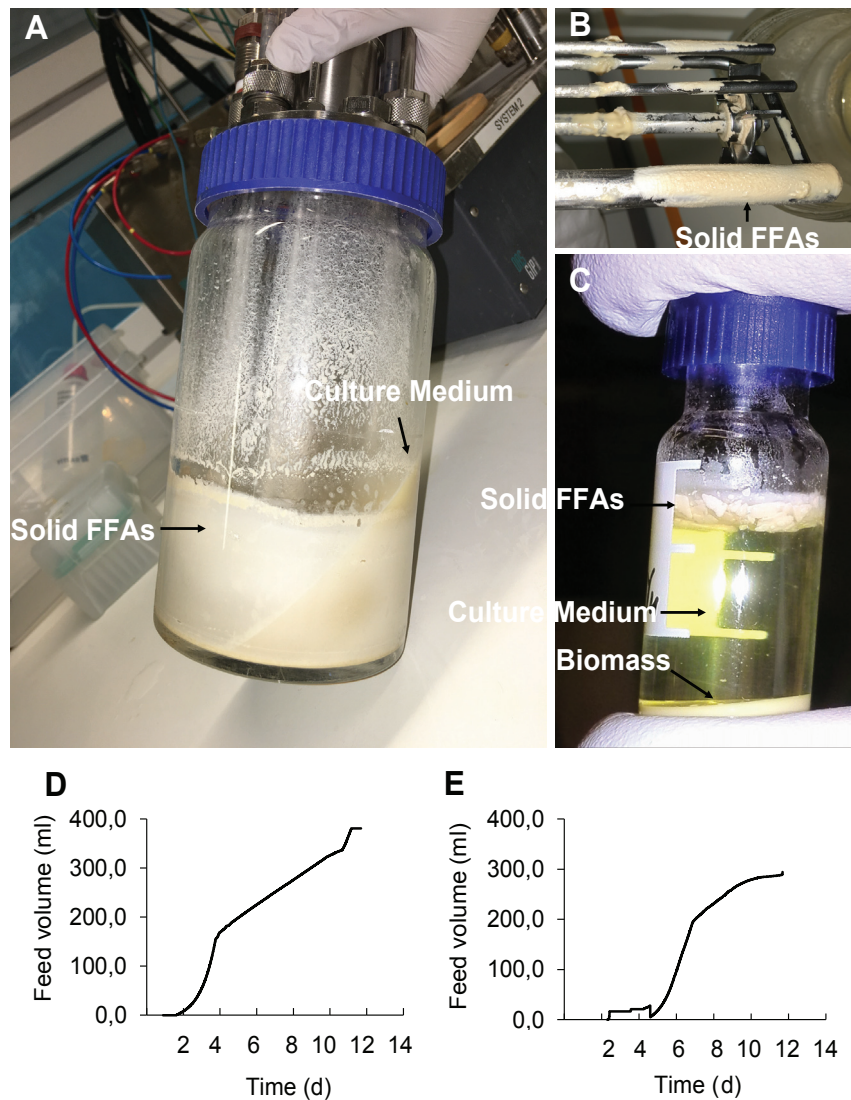 A
SYSTEM 2
Culture Medium
Solid FFAs
B
Solid FFAs
C
Solid FFAs
Culture Medium
Biomass
D
400,0
300,0
200,0
100,0
0,0
Feed volume (ml)
2 4 6 8 10 12 14
Time (d)
E
400,0
300,0
200,0
100,0
0,0
Feed volume (ml)
2 4 6 8 10 12 14
Time (d)